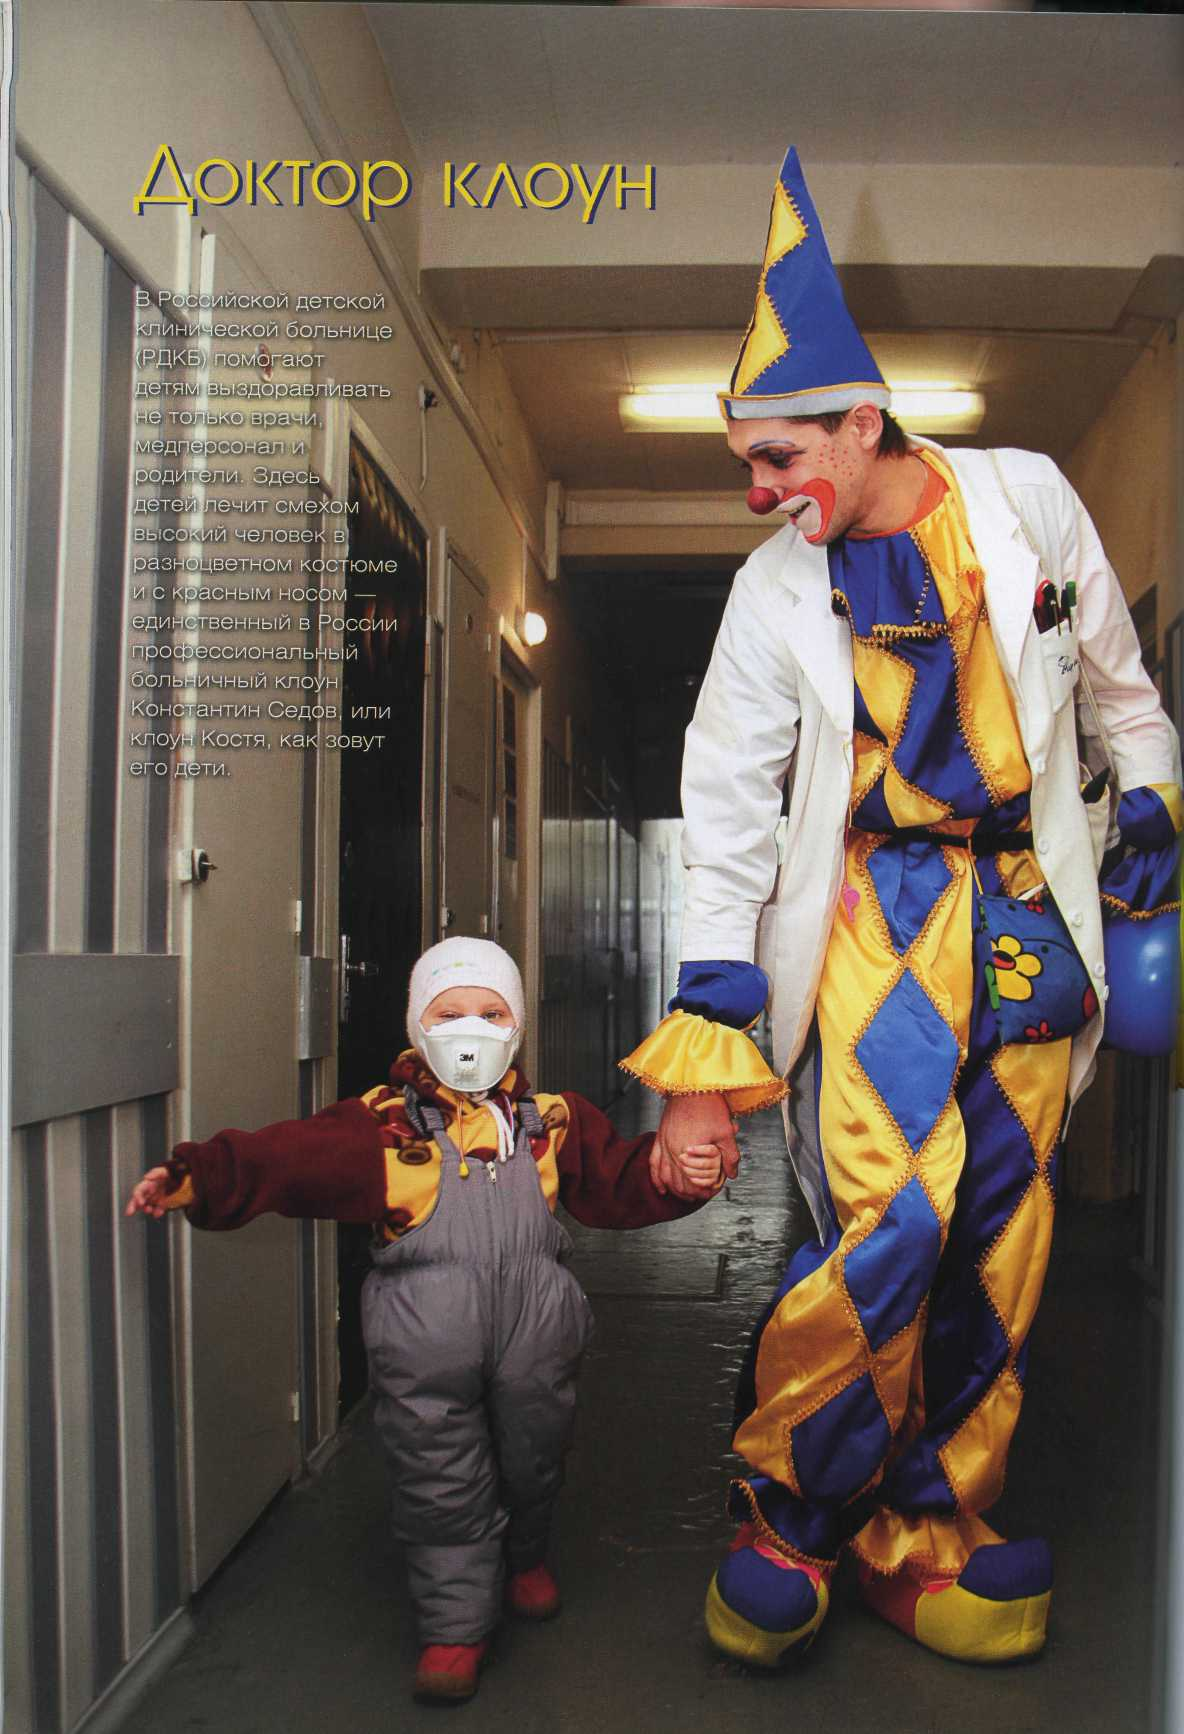 Доктор клоун
В Российской детской
клинической больнице
(РДКБ) помогают
детям выздоравливать
не только врачи,
медперсонал и
родители. Здесь
детей лечит смехом
высокий человек в
разноцветном костюме
и с красным носом —
единственный в России
профессиональный
больничный клоун
Константин Седов, или
клоун Костя, как зовут
его дети.
3M